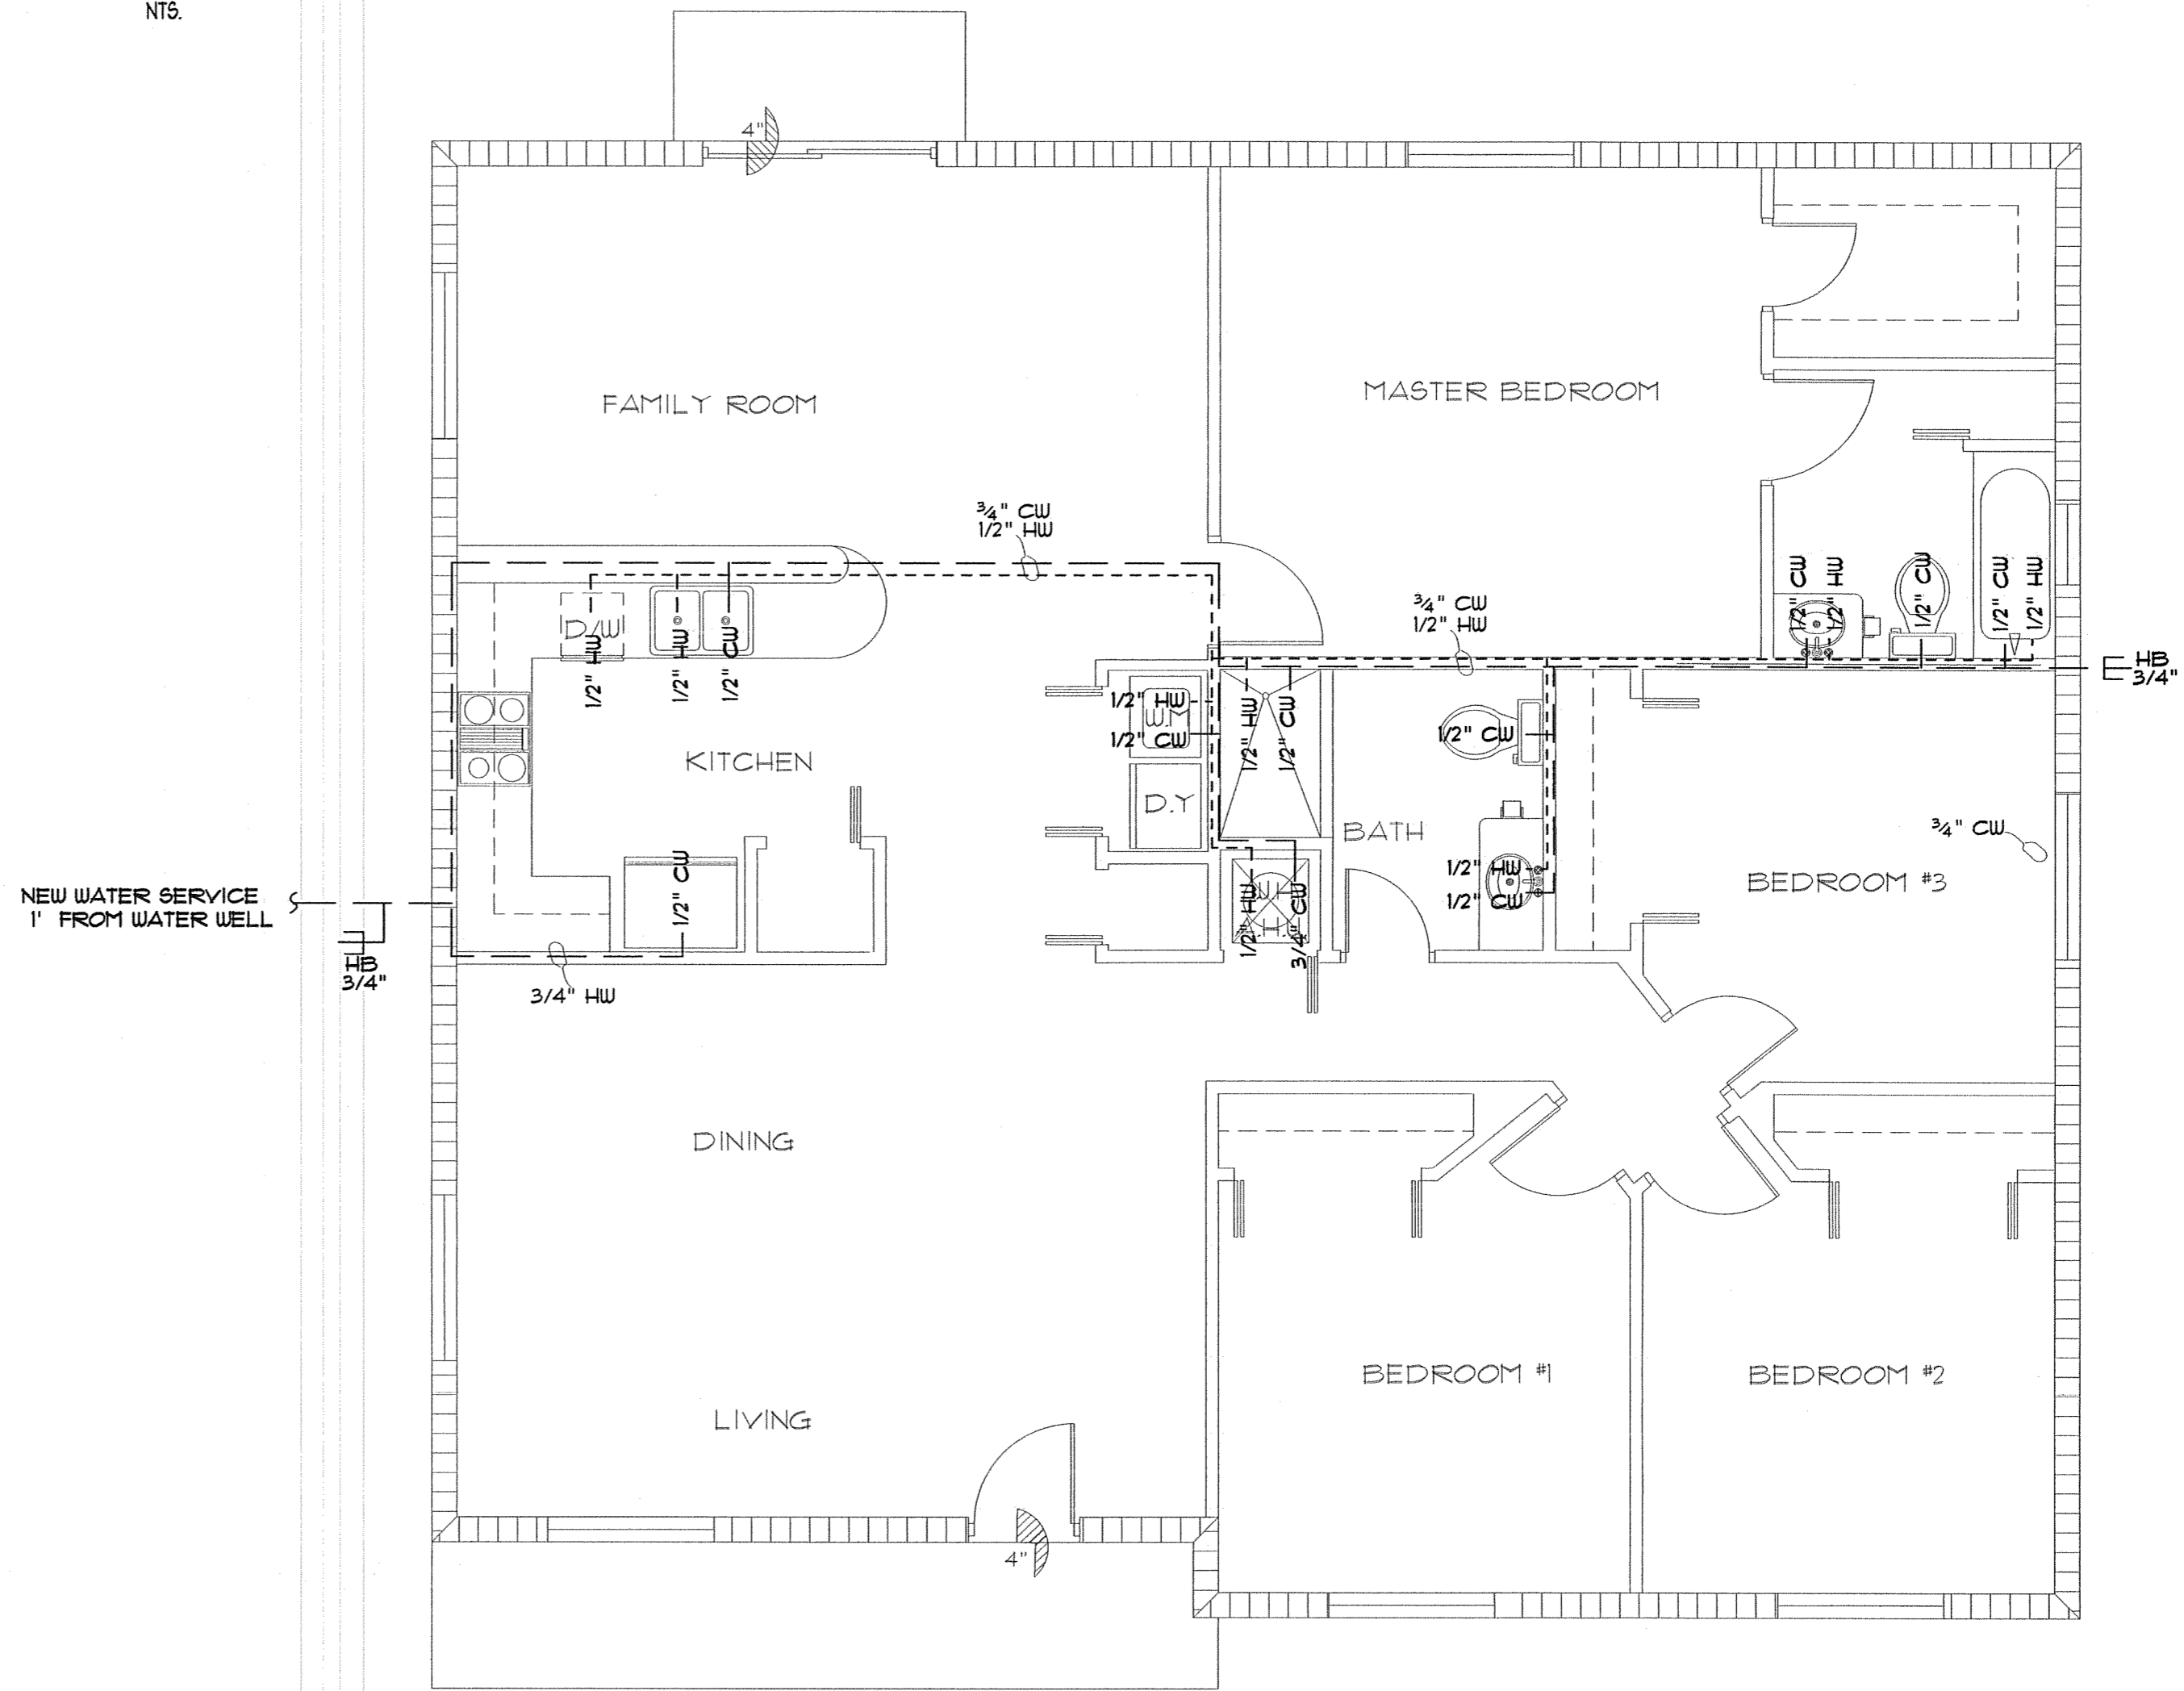 NTS.
4"
FAMILY ROOM
MASTER BEDROOM
3/4" CW
1/2" HW
3/4" CW
1/2" HW
1/2" CW
1/2" HW
1/2" CW
1/2" CW
1/2" HW
HB
3/4"
D/W
1/2" HW
1/2" HW
1/2" CW
1/2" HW
W.M
1/2" CW
1/2" HW
1/2" CW
1/2" CW
KITCHEN
D.Y
BATH
3/4" CW
BEDROOM #3
1/2" HW
1/2" CW
1/2" CW
1/2" HW
3/4" CW
NEW WATER SERVICE
1' FROM WATER WELL
HB
3/4"
3/4" HW
DINING
BEDROOM #1
BEDROOM #2
LIVING
4"